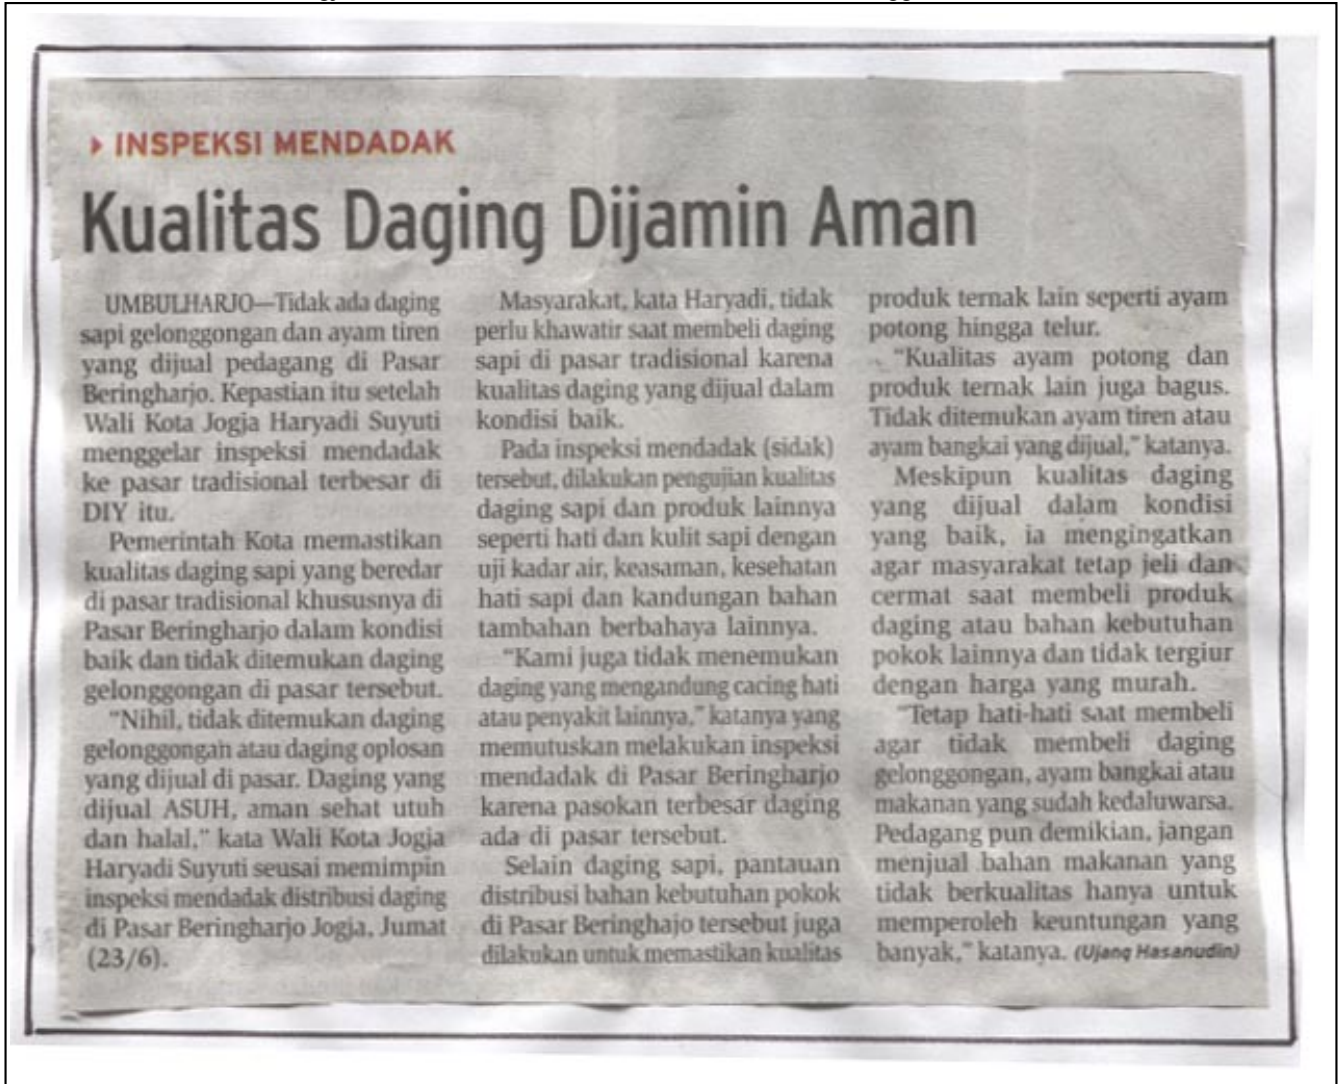 INSPEKSI MENDADAK
Kualitas Daging Dijamin Aman
UMBULHARJO—Tidak ada daging
sapi gelonggongan dan ayam tiren
yang dijual pedagang di Pasar
Beringharjo. Kepastian itu setelah
Wali Kota Jogja Haryadi Suyuti
menggelar inspeksi mendadak
ke pasar tradisional terbesar di
DIY itu.
Pemerintah Kota memastikan
kualitas daging sapi yang beredar
di pasar tradisional khususnya di
Pasar Beringharjo dalam kondisi
baik dan tidak ditemukan daging
gelonggongan di pasar tersebut.
"Nihil, tidak ditemukan daging
gelonggongan atau daging oplosan
yang dijual di pasar. Daging yang
dijual ASUH, aman sehat utuh
dan halal," kata Wali Kota Jogja
Haryadi Suyuti seusai memimpin
inspeksi mendadak distribusi daging
di Pasar Beringharjo Jogja, Jumat
(23/6).
Masyarakat, kata Haryadi, tidak
perlu khawatir saat membeli daging
sapi di pasar tradisional karena
kualitas daging yang dijual dalam
kondisi baik.
Pada inspeksi mendadak (sidak)
tersebut, dilakukan pengujian kualitas
daging sapi dan produk lainnya
seperti hati dan kulit sapi dengan
uji kadar air, keasaman, kesehatan
hati sapi dan kandungan bahan
tambahan berbahaya lainnya.
"Kami juga tidak menemukan
daging yang mengandung cacing hati
atau penyakit lainnya," katanya yang
memutuskan melakukan inspeksi
mendadak di Pasar Beringharjo
karena pasokan terbesar daging
ada di pasar tersebut.
Selain daging sapi, pantauan
distribusi bahan kebutuhan pokok
di Pasar Beringhajo tersebut juga
dilakukan untuk memastikan kualitas
produk ternak lain seperti ayam
potong hingga telur.
"Kualitas ayam potong dan
produk ternak lain juga bagus.
Tidak ditemukan ayam tiren atau
ayam bangkai yang dijual," katanya.
Meskipun kualitas daging
yang dijual dalam kondisi
yang baik, ia mengingatkan
agar masyarakat tetap jeli dan
cermat saat membeli produk
daging atau bahan kebutuhan
pokok lainnya dan tidak tergiur
dengan harga yang murah.
"Tetap hati-hati saat membeli
agar tidak membeli daging
gelonggongan, ayam bangkai atau
makanan yang sudah kedaluwarsa.
Pedagang pun demikian, jangan
menjual bahan makanan yang
tidak berkualitas hanya untuk
memperoleh keuntungan yang
banyak," katanya. (Ujang Hasanudin)